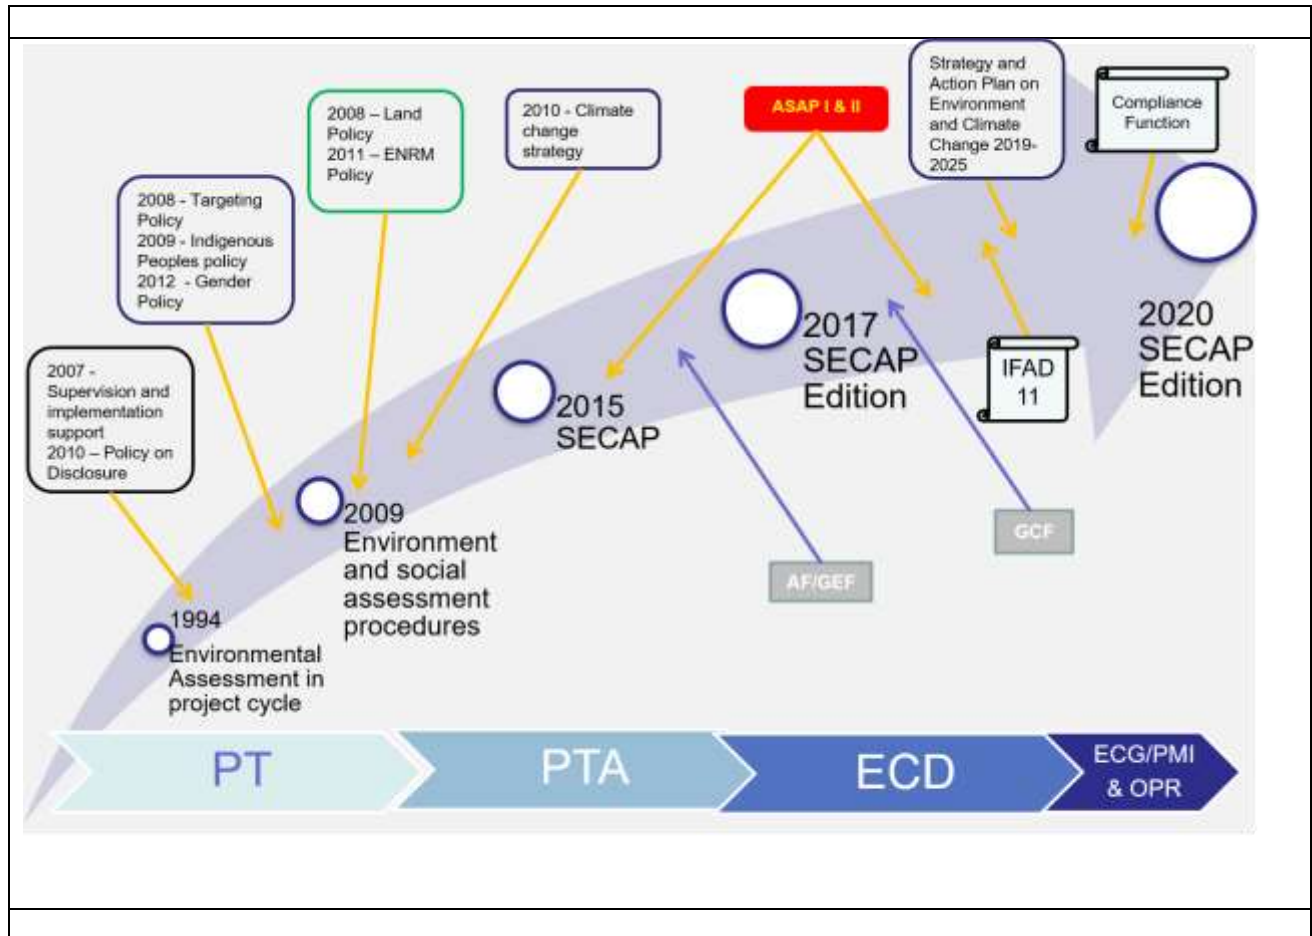 2007 -
Supervision and
implementation
support
2010 – Policy on
Disclosure
2008 - Targeting
Policy
2009 - Indigenous
Peoples policy
2012 - Gender
Policy
2008 – Land
Policy
2011 – ENRM
Policy
2010 - Climate
change
strategy
ASAP I & II
Strategy and
Action Plan on
Environment
and Climate
Change 2019-
2025
Compliance
Function
1994
Environmental
Assessment in
project cycle
2009
Environment
and social
assessment
procedures
2015
SECAP
2017
SECAP
Edition
IFAD
11
2020
SECAP
Edition
AF/GEF
GCF
PT
PTA
ECD
ECG/PMI
& OPR